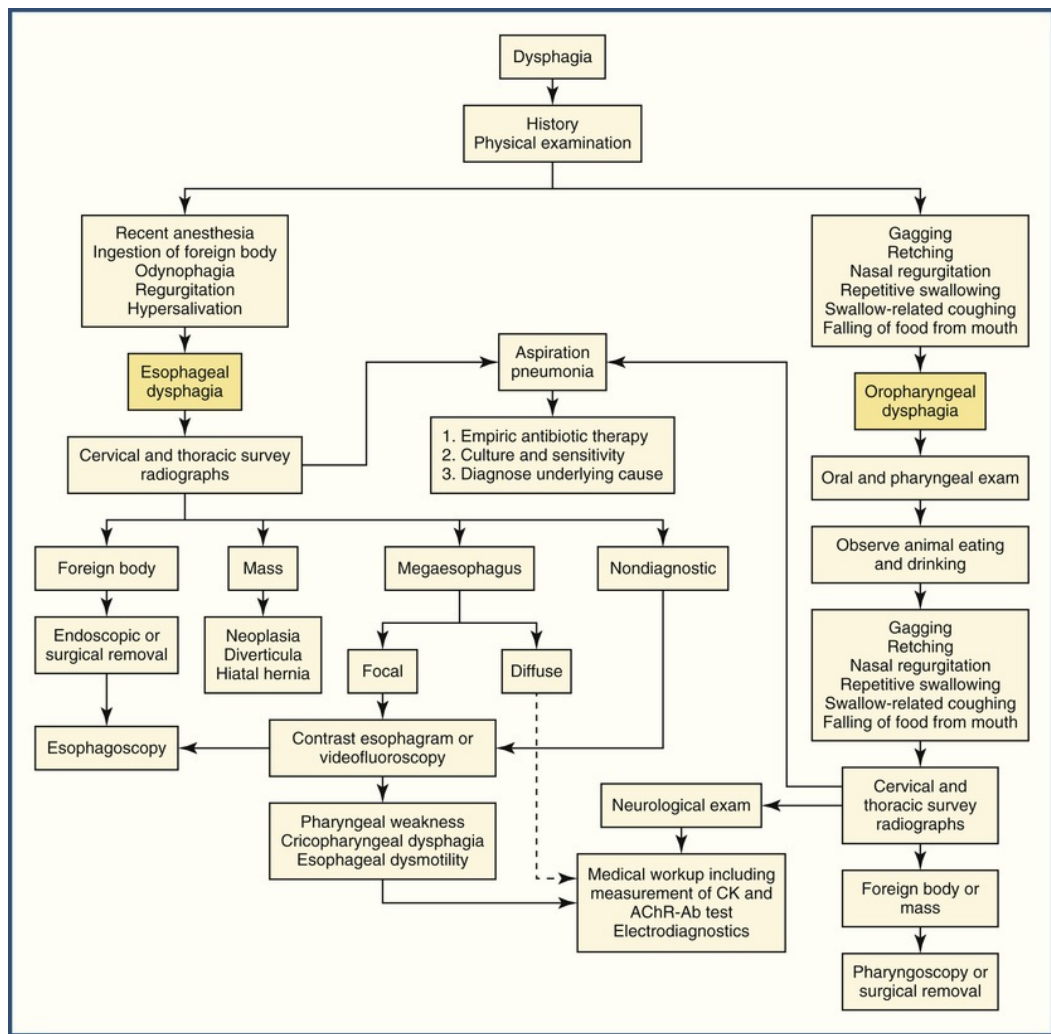 Dysphagia
History
Physical examination
Recent anesthesia
Ingestion of foreign body
Odynophagia
Regurgitation
Hypersalivation
Gagging
Retching
Nasal regurgitation
Repetitive swallowing
Swallow-related coughing
Falling of food from mouth
Esophageal
dysphagia
Aspiration
pneumonia
Oropharyngeal
dysphagia
Cervical and thoracic survey
radiographs
1. Empiric antibiotic therapy
2. Culture and sensitivity
3. Diagnose underlying cause
Oral and pharyngeal exam
Foreign body
Mass
Megaesophagus
Nondiagnostic
Observe animal eating
and drinking
Endoscopic or
surgical removal
Neoplasia
Diverticula
Hiatal hernia
Focal
Diffuse
Gagging
Retching
Nasal regurgitation
Repetitive swallowing
Swallow-related coughing
Falling of food from mouth
Esophagoscopy
Contrast esophagram or
videofluoroscopy
Neurological exam
Cervical and
thoracic survey
radiographs
Pharyngeal weakness
Cricopharyngeal dysphagia
Esophageal dysmotility
Medical workup including
measurement of CK and
AChR-Ab test
Electrodiagnostics
Foreign body or
mass
Pharyngoscopy or
surgical removal